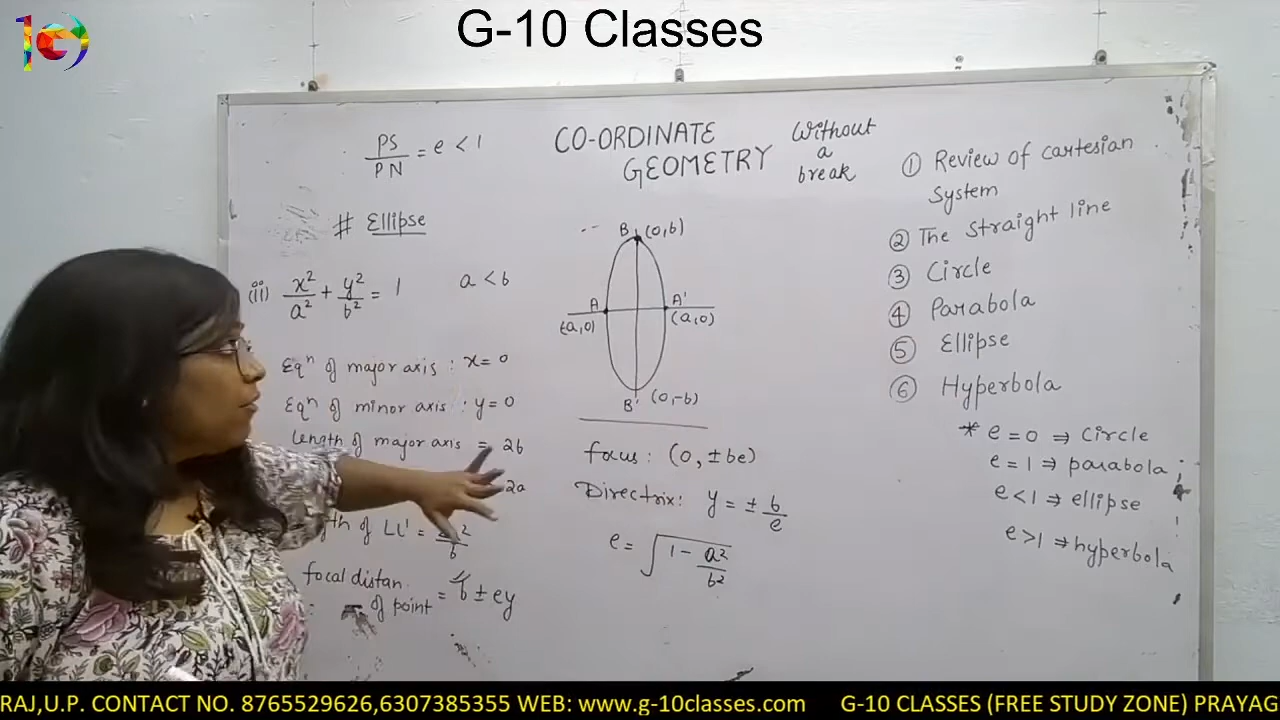 G-10 Classes
PS/PN = e < 1
CO-ORDINATE
GEOMETRY
Without
a
break
# Ellipse
(ii) x²/a² + y²/b² = 1 a < b
Eqⁿ of major axis : x = 0
Eqⁿ of minor axis : y = 0
Length of major axis = 2b
2a
of LL' =
b
focal distan
of point = b ± ey
B (0,b)
A
(-a,0)
A'
(a,0)
B' (0,-b)
focus: (0, ±be)
Directrix: y = ± b/e
e = √(1 - a²/b²)
① Review of cartesian
System
② The straight line
③ Circle
④ Parabola
⑤ Ellipse
⑥ Hyperbola
* e = 0 ⇒ Circle
e = 1 ⇒ parabola
e < 1 ⇒ ellipse
e > 1 ⇒ hyperbola
RAJ,U.P. CONTACT NO. 8765529626,6307385355 WEB: www.g-10classes.com G-10 CLASSES (FREE STUDY ZONE) PRAYAG